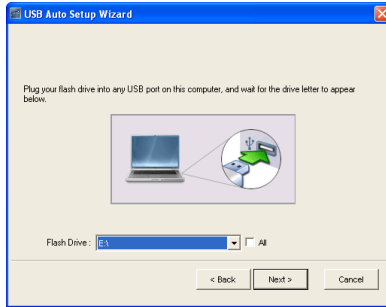 USB Auto Setup Wizard
Plug your flash drive into any USB port on this computer, and wait for the drive letter to appear
below.
Flash Drive : E:\ All
< Back Next > Cancel